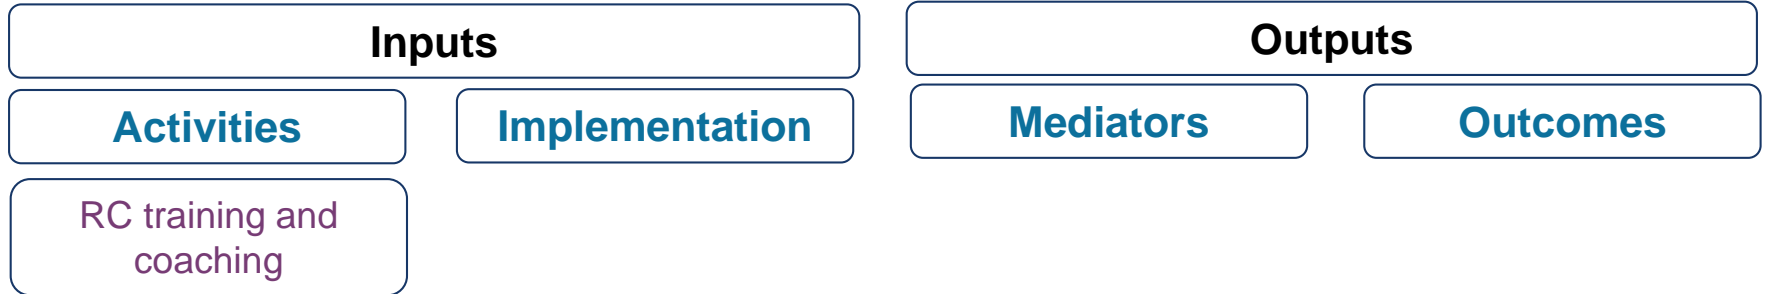 Inputs
Outputs
Activities
Implementation
Mediators
Outcomes
RC training and
coaching